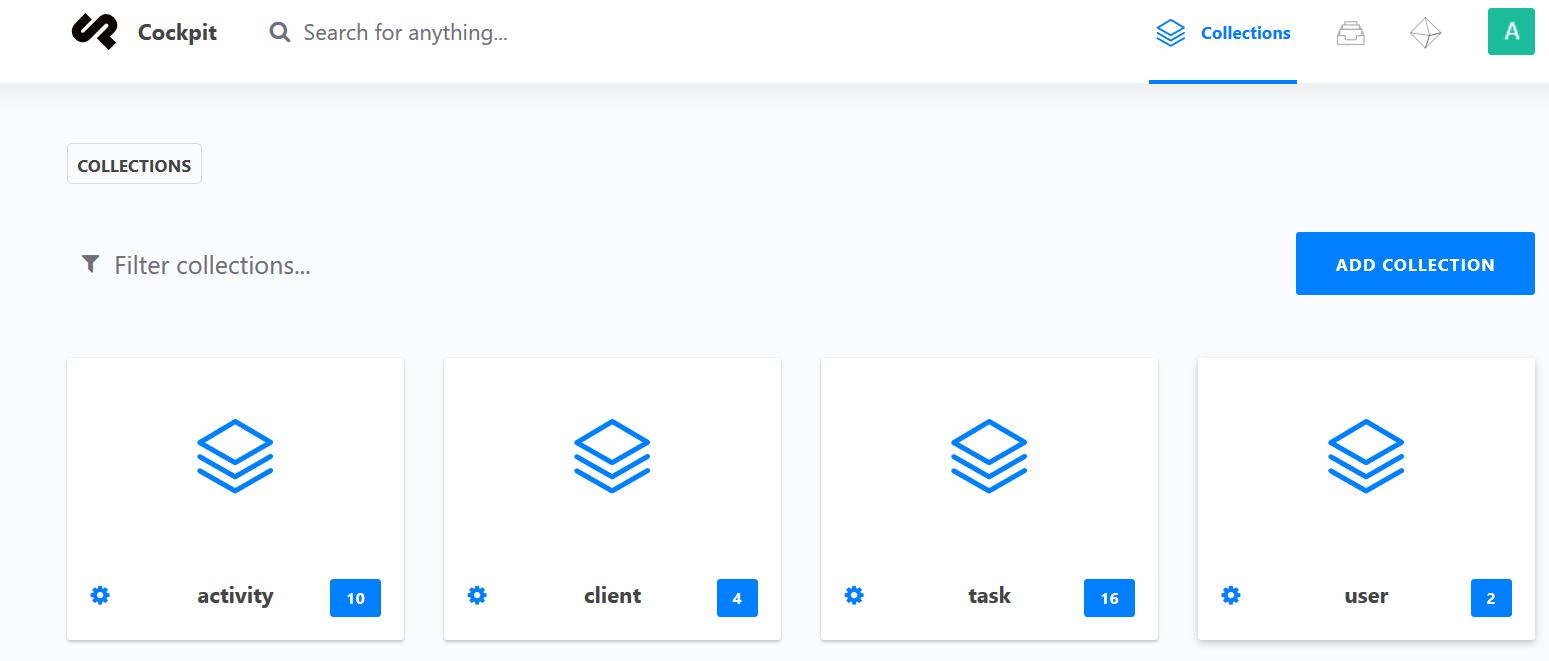 Cockpit
Search for anything...
Collections
A
COLLECTIONS
Filter collections...
ADD COLLECTION
activity 10
client 4
task 16
user 2